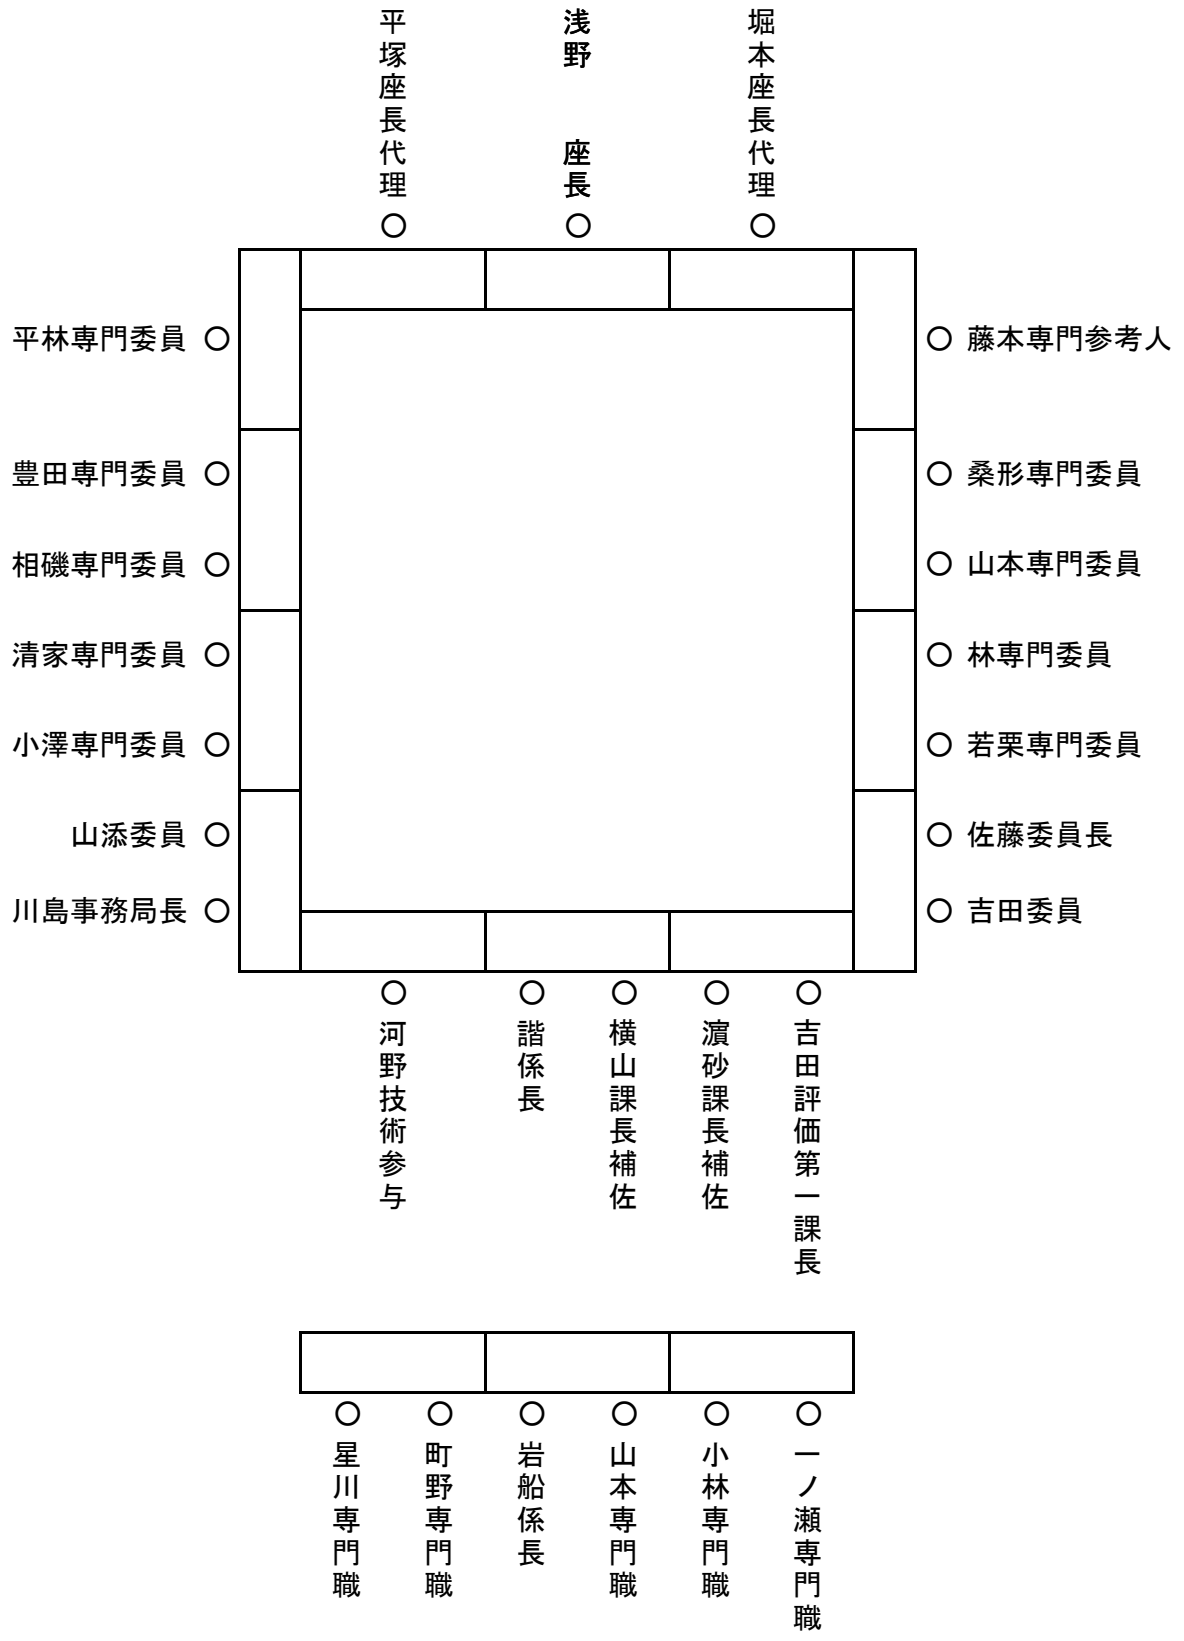 平塚座長代理
浅野 座長
堀本座長代理
平林専門委員
藤本専門参考人
豊田専門委員
桑形専門委員
相磯専門委員
山本専門委員
清家専門委員
林専門委員
小澤専門委員
若栗専門委員
山添委員
佐藤委員長
川島事務局長
吉田委員
河野技術参与
諧係長
横山課長補佐
濵砂課長補佐
吉田評価第一課長
星川専門職
町野専門職
岩船係長
山本専門職
小林専門職
一ノ瀬専門職